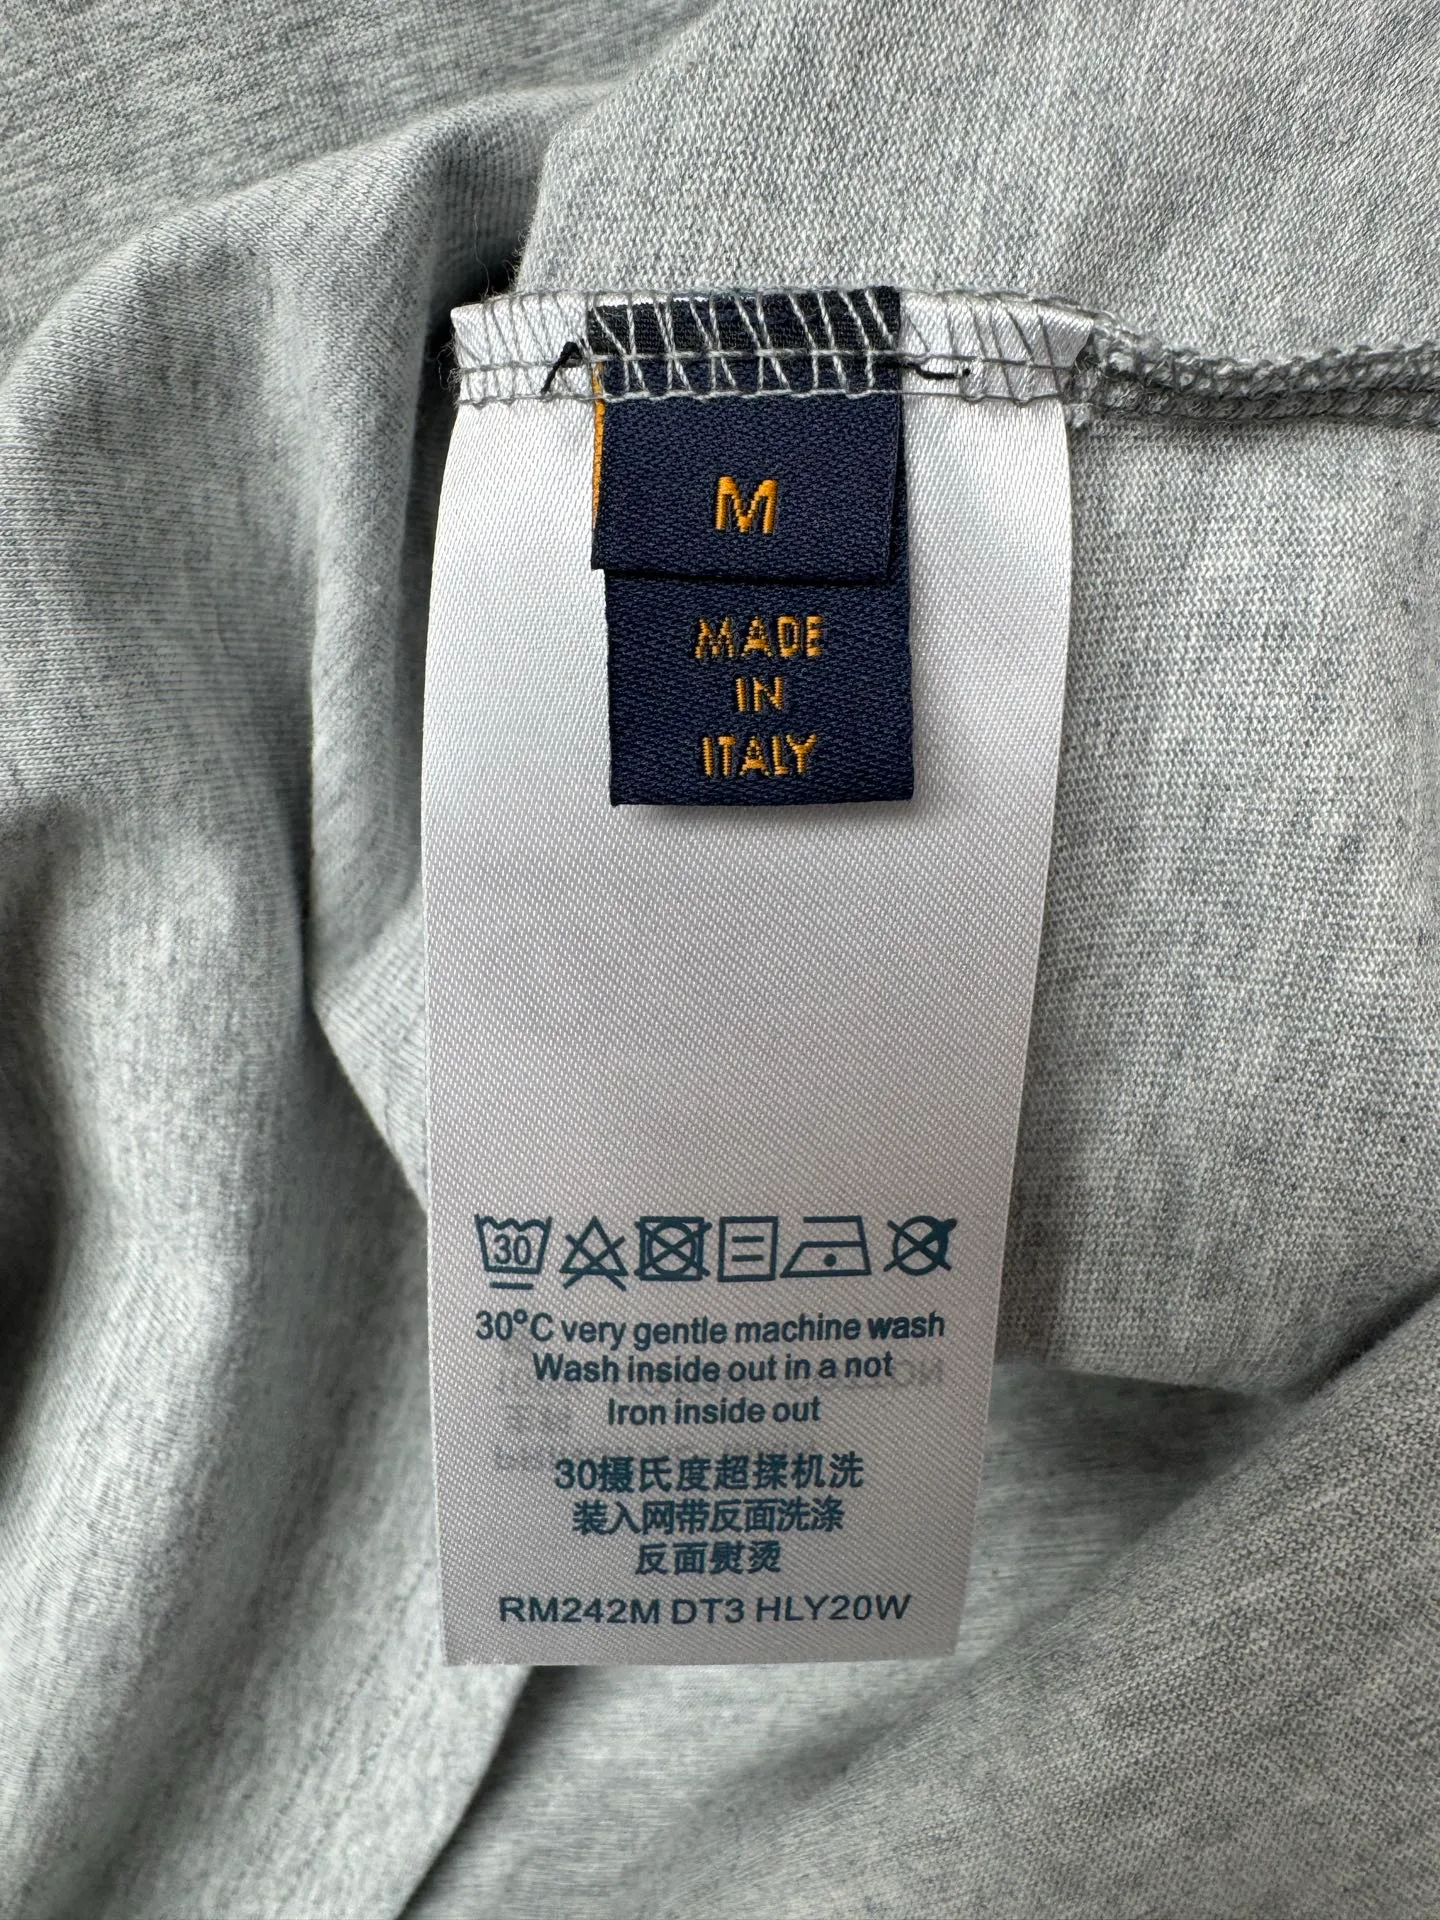 M
MADE
IN
ITALY
30
30°C very gentle machine wash
Wash inside out in a not
Iron inside out
30摄氏度超揉机洗
装入网带反面洗涤
反面熨烫
RM242M DT3 HLY20W